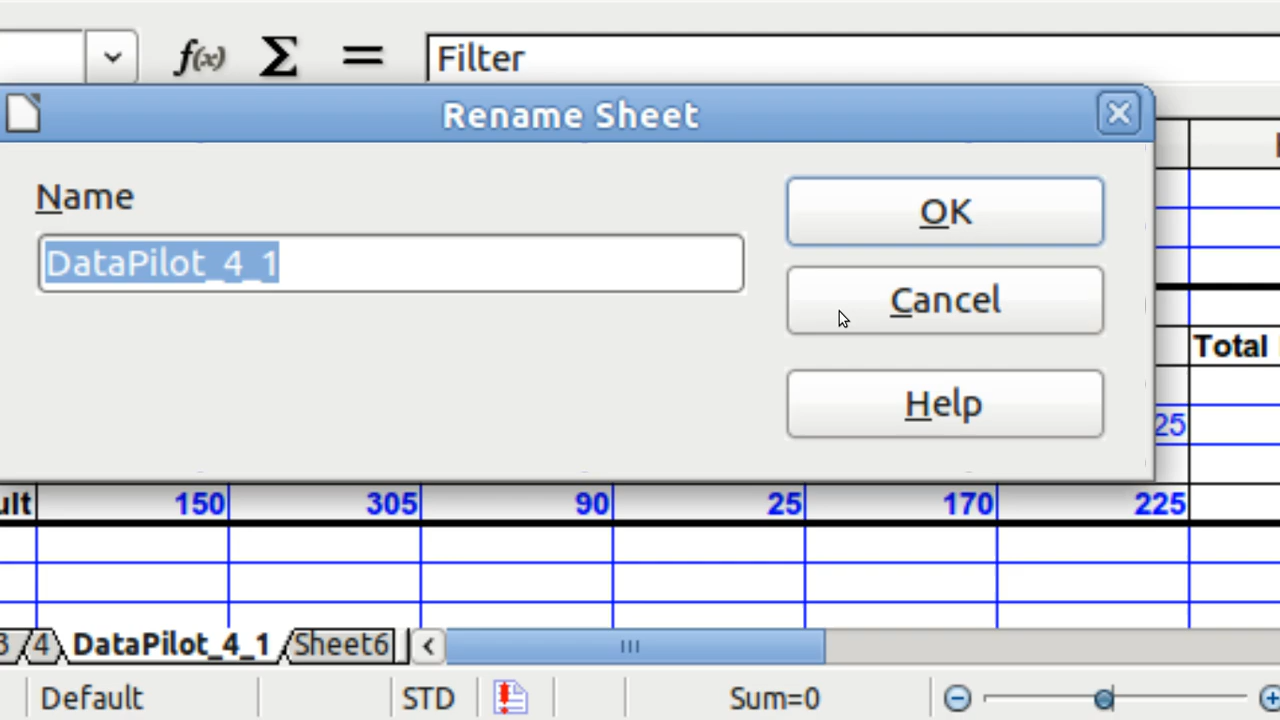 f(x) Σ = Filter
Rename Sheet
Name
DataPilot_4_1
OK
Cancel
Help
Total
25
ult 150 305 90 25 170 225
3 4 DataPilot_4_1 Sheet6
Default STD Sum=0